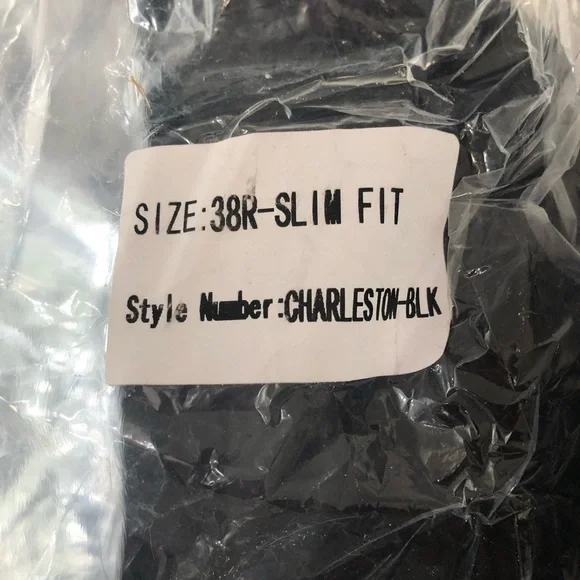 SIZE:38R-SLIM FIT
Style Number:CHARLESTON-BLK